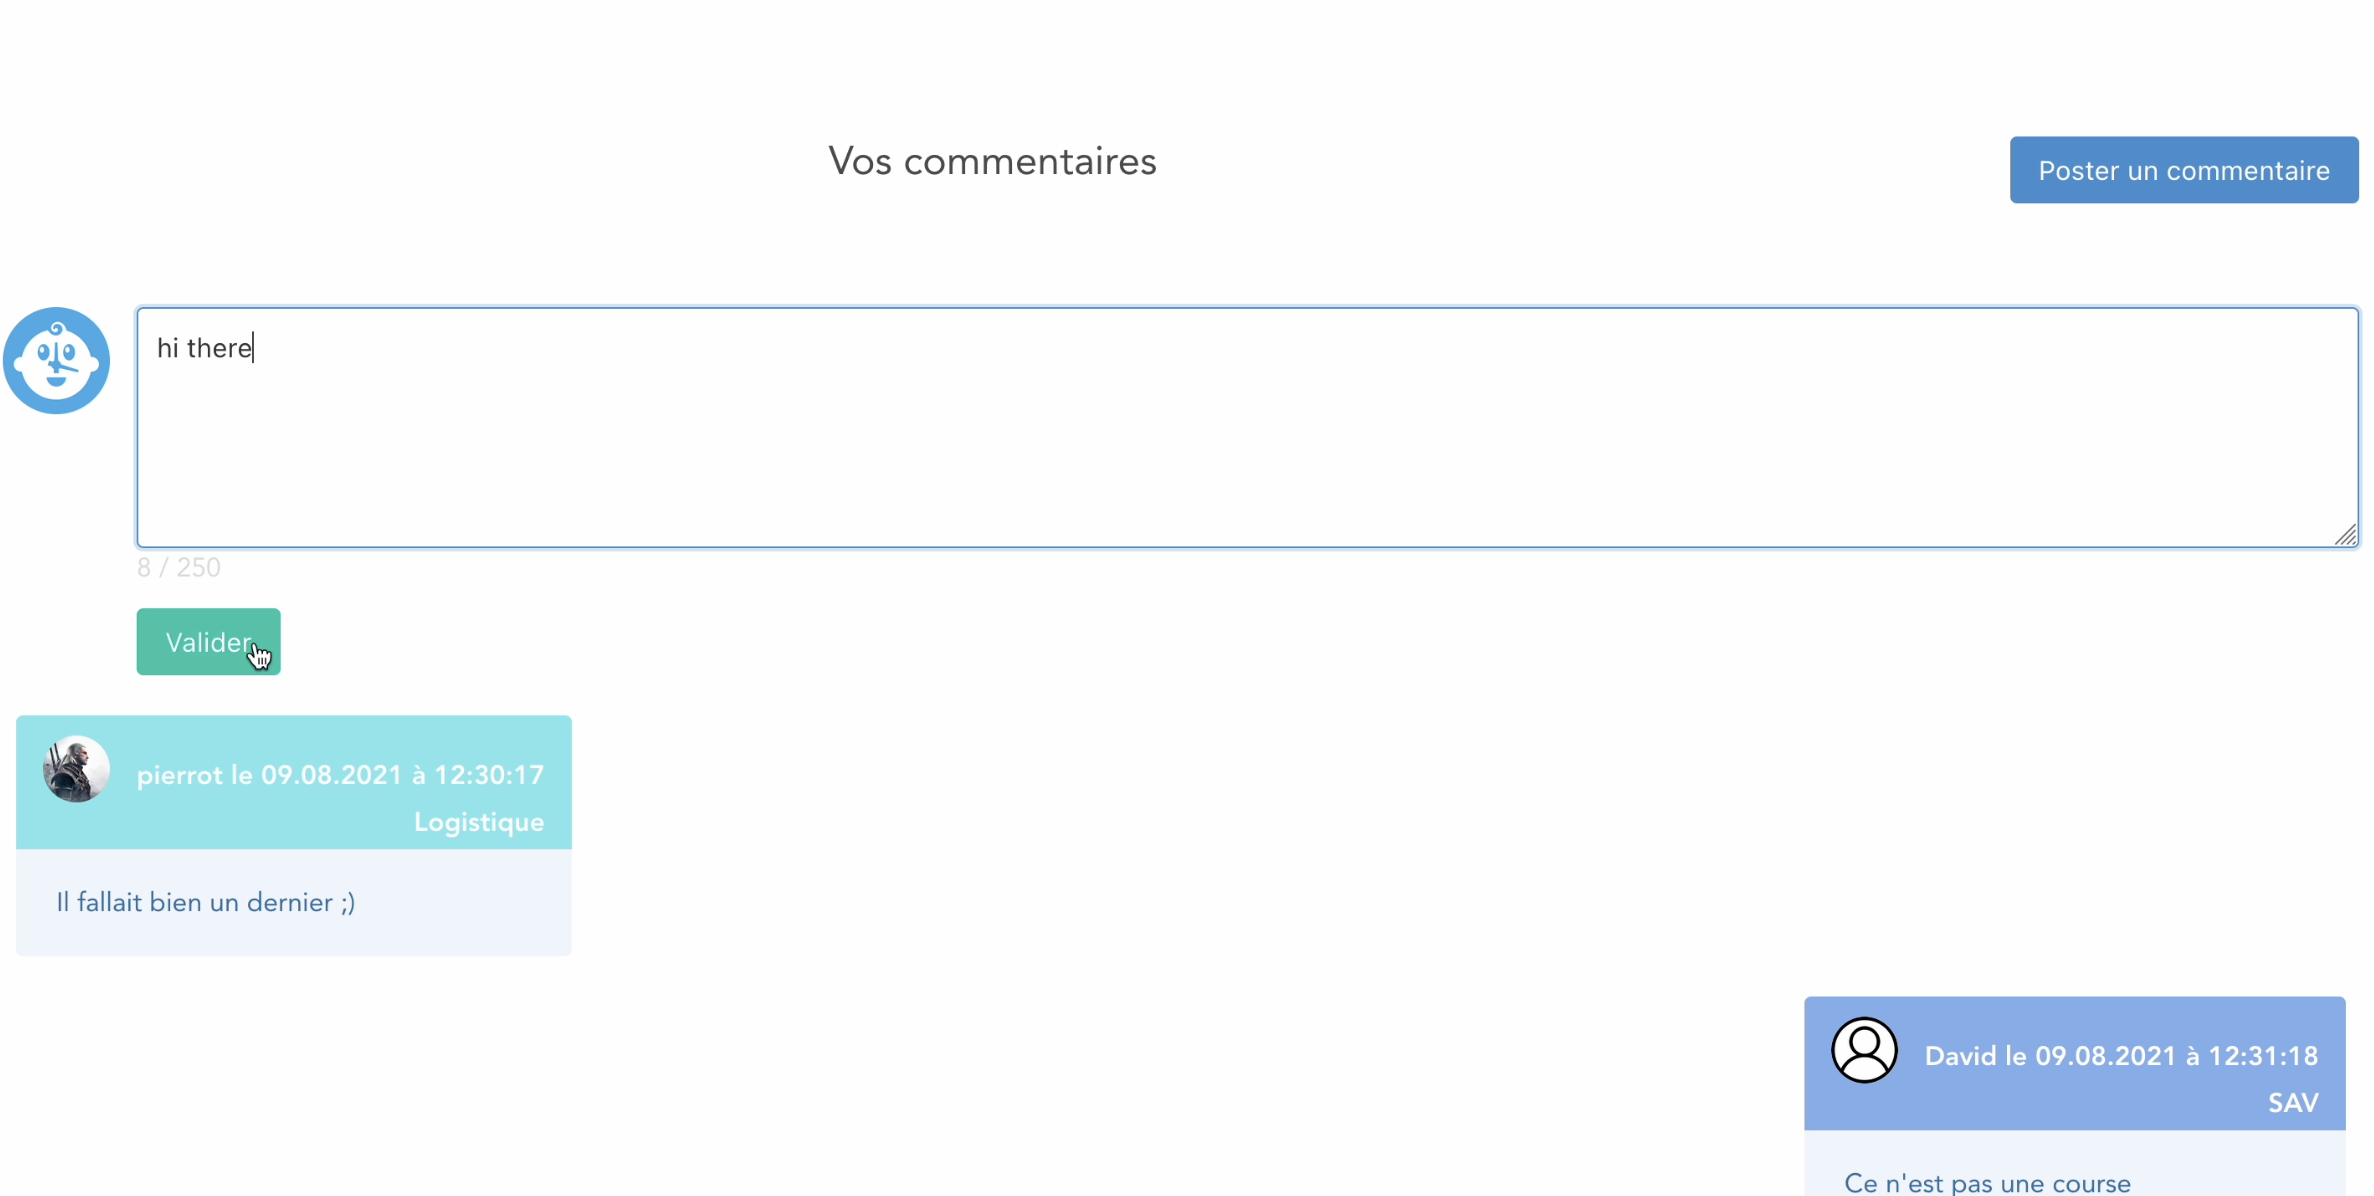 Vos commentaires
Poster un commentaire
hi there
8 / 250
Valider
pierrot le 09.08.2021 à 12:30:17
Logistique
Il fallait bien un dernier ;)
David le 09.08.2021 à 12:31:18
SAV
Ce n'est pas une course